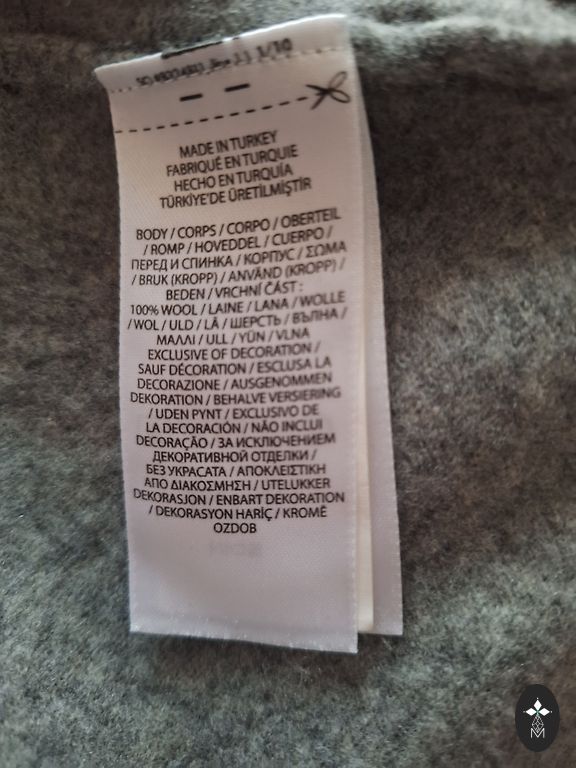 1/10
MADE IN TURKEY
FABRIQUÉ EN TURQUIE
HECHO EN TURQUÍA
TÜRKİYE'DE ÜRETİLMİŞTİR
BODY / CORPS / CORPO / OBERTEIL
/ ROMP / HOVEDDEL / CUERPO /
ПЕРЕД И СПИНКА / КОРПУС / ΣΩΜΑ
/ BRUK (KROPP) / ANVÄND (KROPP) /
BEDEN / VRCHNÍ ČÁST :
100% WOOL / LAINE / LANA / WOLLE
/ WOL / ULD / LÃ / ШЕРСТЬ / ВЪЛНА /
ΜΑΛΛΙ / ULL / YÜN / VLNA
EXCLUSIVE OF DECORATION /
SAUF DÉCORATION / ESCLUSA LA
DECORAZIONE / AUSGENOMMEN
DEKORATION / BEHALVE VERSIERING
/ UDEN PYNT / EXCLUSIVO DE
LA DECORACIÓN / NÃO INCLUI
DECORAÇÃO / ЗА ИСКЛЮЧЕНИЕМ
ДЕКОРАТИВНОЙ ОТДЕЛКИ /
БЕЗ УКРАСАТА / ΑΠΟΚΛΕΙΣΤΙΚΗ
ΑΠΟ ΔΙΑΚΟΣΜΗΣΗ / UTELUKKER
DEKORASJON / ENBART DEKORATION
/ DEKORASYON HARİÇ / KROMĚ
OZDOB
M